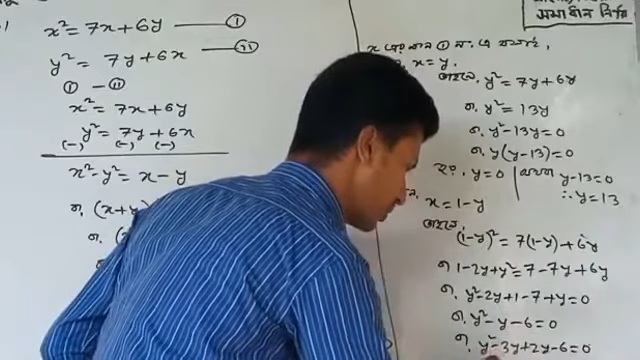 x² = 7x + 6y ——— (i)
y² = 7y + 6x ——— (ii)
(i) - (ii)
x² = 7x + 6y
y² = 7y + 6x
(-) (-) (-)
x² - y² = x - y
বা, (x+y
বা, (
সমাধান নির্ণয়
x এর মান (i) নং এ বসাই,
x = y.
তাহলে, y² = 7y + 6y
বা, y² = 13y
বা, y² - 13y = 0
বা, y(y - 13) = 0
হয়, y = 0 | অথবা y - 13 = 0
∴ y = 13
x = 1 - y
তাহলে,
(1-y)² = 7(1-y) + 6y
বা, 1 - 2y + y² = 7 - 7y + 6y
বা, y² - 2y + 1 - 7 + y = 0
বা, y² - y - 6 = 0
বা, y² - 3y + 2y - 6 = 0